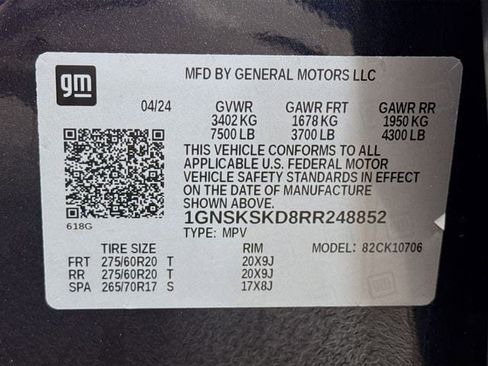 gm
MFD BY GENERAL MOTORS LLC
04/24 GVWR GAWR FRT GAWR RR
3402 KG 1678 KG 1950 KG
7500 LB 3700 LB 4300 LB
THIS VEHICLE CONFORMS TO ALL
APPLICABLE U.S. FEDERAL MOTOR
VEHICLE SAFETY STANDARDS IN EFFECT
ON THE DATE OF MANUFACTURE
SHOWN ABOVE.
1GNSKSKD8RR248852
618G TYPE: MPV
TIRE SIZE RIM MODEL: 82CK10706
FRT 275/60R20 T 20X9J
RR 275/60R20 T 20X9J
SPA 265/70R17 S 17X8J